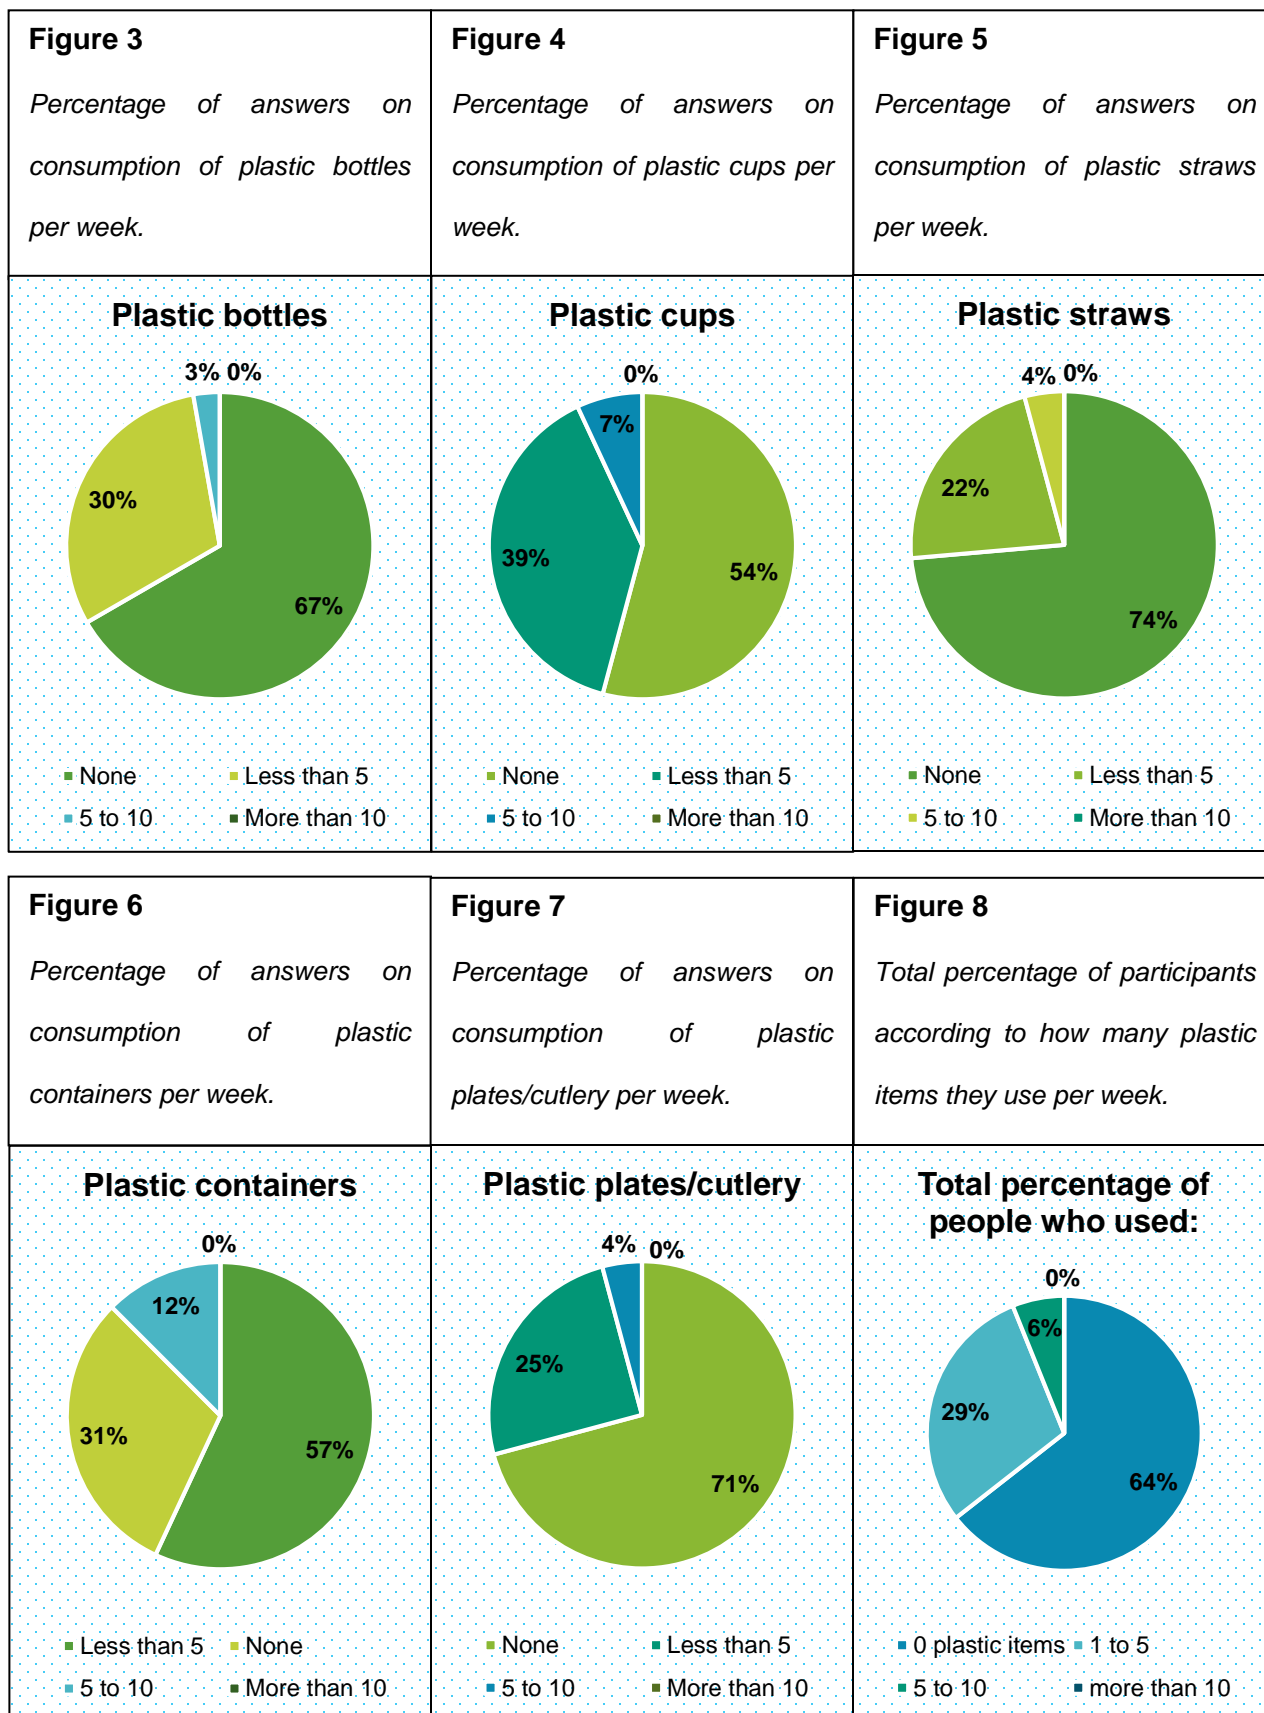 Figure 3
Percentage of answers on
consumption of plastic bottles
per week.
Figure 4
Percentage of answers on
consumption of plastic cups per
week.
Figure 5
Percentage of answers on
consumption of plastic straws
per week.
Plastic bottles
3% 0%
30%
67%
None
Less than 5
5 to 10
More than 10
Plastic cups
0%
7%
39%
54%
None
Less than 5
5 to 10
More than 10
Plastic straws
4% 0%
22%
74%
None
Less than 5
5 to 10
More than 10
Figure 6
Percentage of answers on
consumption of plastic
containers per week.
Figure 7
Percentage of answers on
consumption of plastic
plates/cutlery per week.
Figure 8
Total percentage of participants
according to how many plastic
items they use per week.
Plastic containers
0%
12%
31%
57%
Less than 5
None
5 to 10
More than 10
Plastic plates/cutlery
4% 0%
25%
71%
None
Less than 5
5 to 10
More than 10
Total percentage of
people who used:
0%
6%
29%
64%
0 plastic items
1 to 5
5 to 10
more than 10